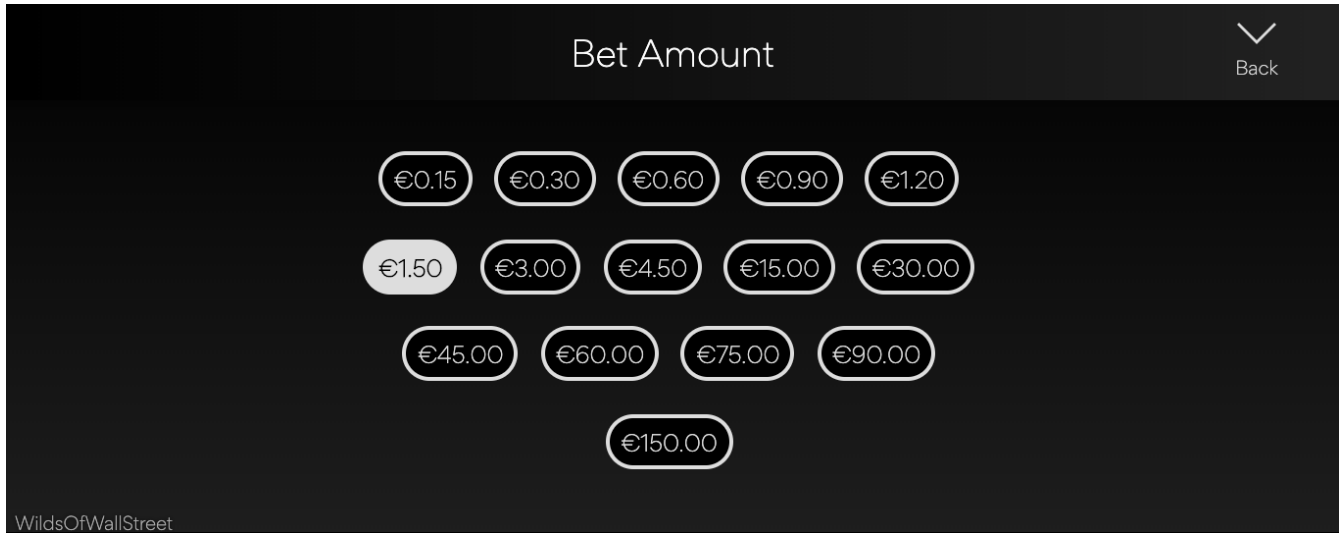 Bet Amount
Back
€0.15 €0.30 €0.60 €0.90 €1.20
€1.50 €3.00 €4.50 €15.00 €30.00
€45.00 €60.00 €75.00 €90.00
€150.00
WildsOfWallStreet